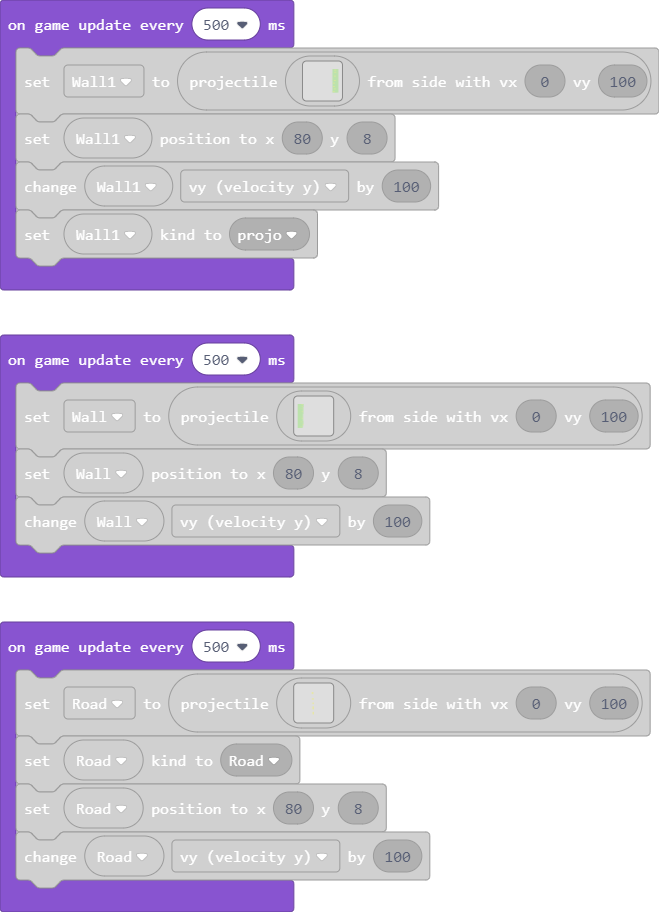 on game update every 500 ms
set Wall1 to projectile from side with vx 0 vy 100
set Wall1 position to x 80 y 8
change Wall1 vy (velocity y) by 100
set Wall1 kind to projo
on game update every 500 ms
set Wall to projectile from side with vx 0 vy 100
set Wall position to x 80 y 8
change Wall vy (velocity y) by 100
on game update every 500 ms
set Road to projectile from side with vx 0 vy 100
set Road kind to Road
set Road position to x 80 y 8
change Road vy (velocity y) by 100